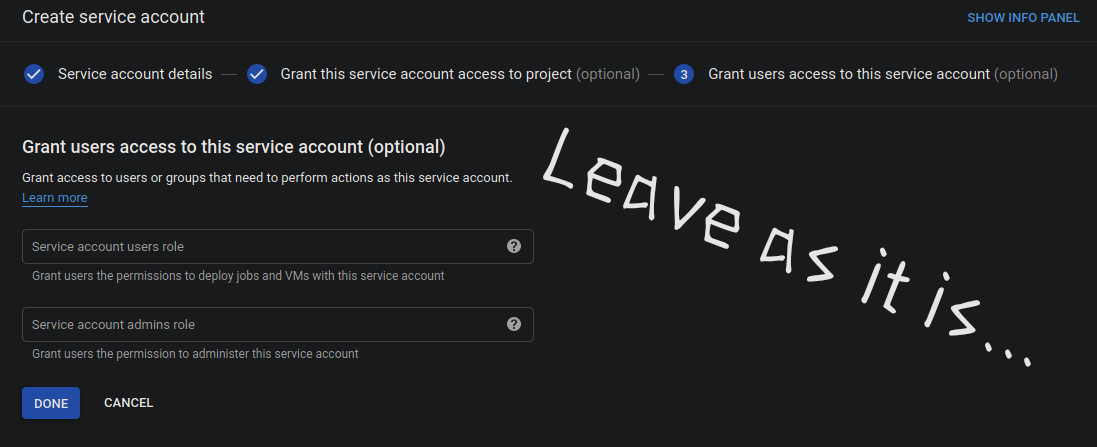 Create service account
SHOW INFO PANEL
Service account details — Grant this service account access to project (optional) — 3 Grant users access to this service account (optional)
Grant users access to this service account (optional)
Grant access to users or groups that need to perform actions as this service account.
Learn more
Service account users role ?
Grant users the permissions to deploy jobs and VMs with this service account
Service account admins role ?
Grant users the permission to administer this service account
DONE CANCEL
Leave as it is...